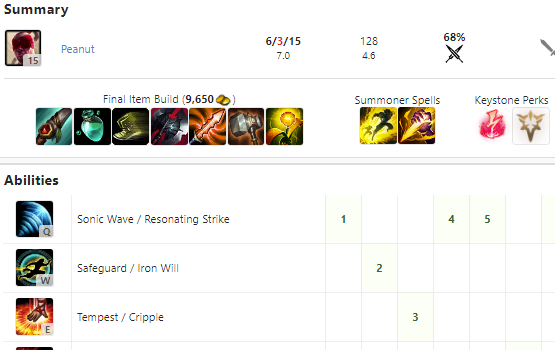 Summary
15
Peanut
6/3/15
7.0
128
4.6
68%
Final Item Build (9,650 )
Summoner Spells
Keystone Perks
Abilities
Q
Sonic Wave / Resonating Strike
1
4
5
W
Safeguard / Iron Will
2
E
Tempest / Cripple
3